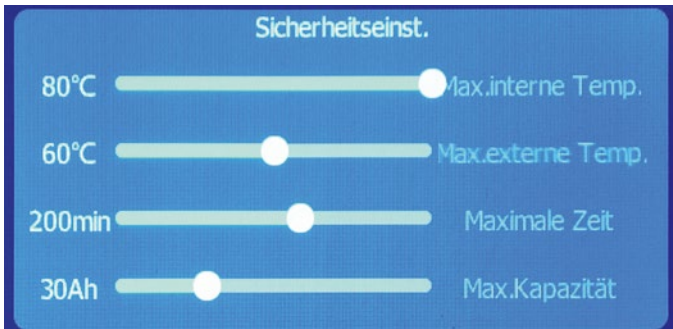 Sicherheitseinst.
80°C Max.interne Temp.
60°C Max.externe Temp.
200min Maximale Zeit
30Ah Max.Kapazität